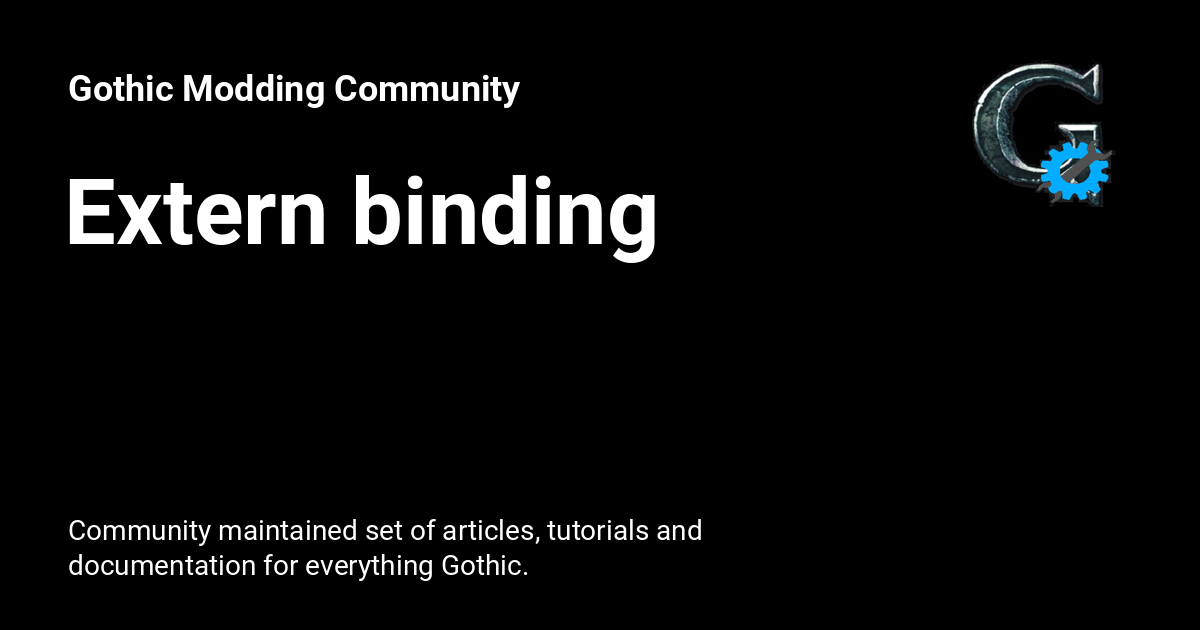 Gothic Modding Community
G
Extern binding
Community maintained set of articles, tutorials and
documentation for everything Gothic.